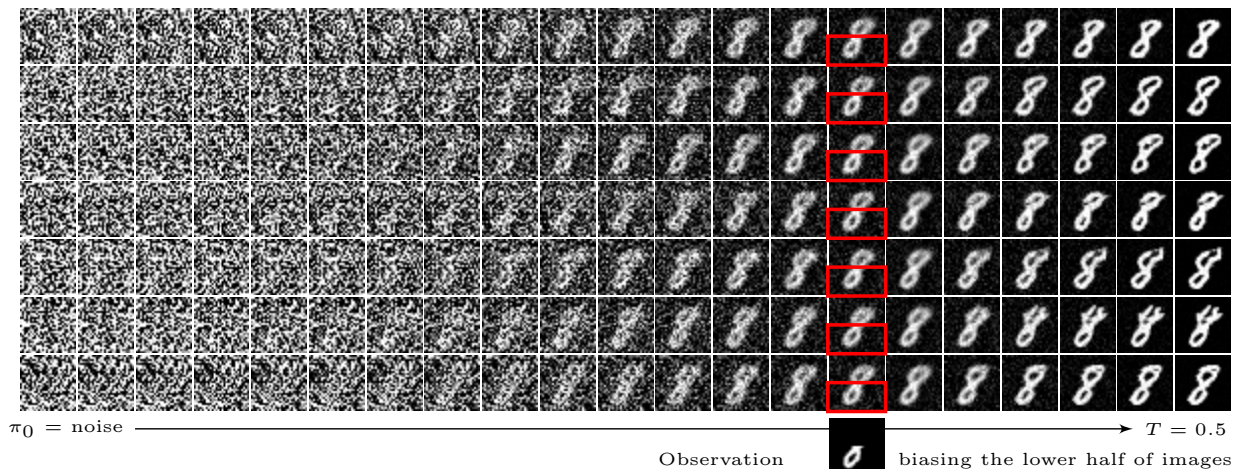 π₀ = noise T = 0.5
Observation biasing the lower half of images